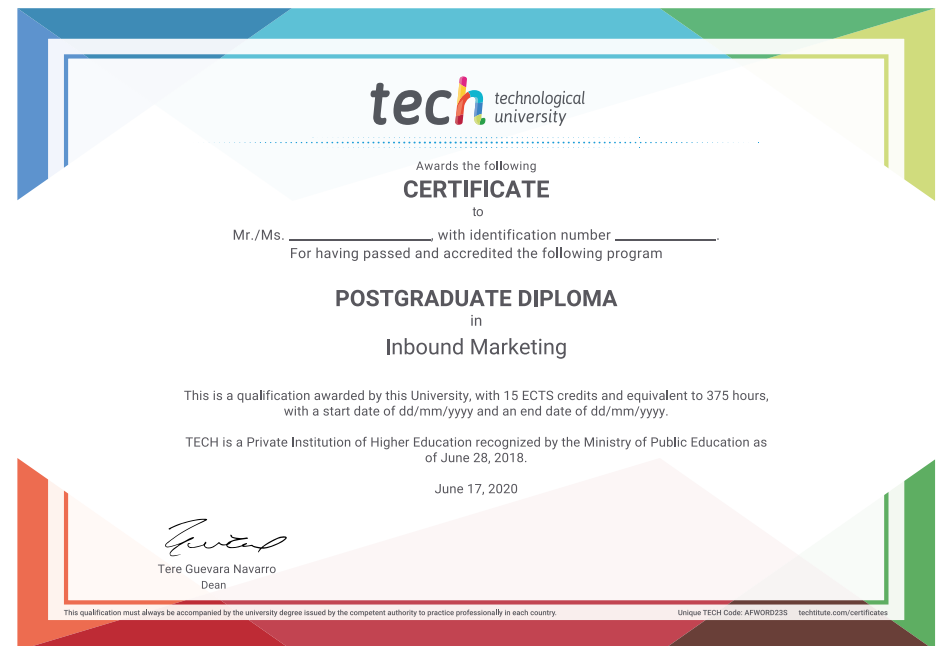 tech technological
university
Awards the following
CERTIFICATE
to
Mr./Ms. ________________, with identification number ____________.
For having passed and accredited the following program
POSTGRADUATE DIPLOMA
in
Inbound Marketing
This is a qualification awarded by this University, with 15 ECTS credits and equivalent to 375 hours,
with a start date of dd/mm/yyyy and an end date of dd/mm/yyyy.
TECH is a Private Institution of Higher Education recognized by the Ministry of Public Education as
of June 28, 2018.
June 17, 2020
Tere Guevara Navarro
Dean
This qualification must always be accompanied by the university degree issued by the competent authority to practice professionally in each country.
Unique TECH Code: AFWORD23S techtitute.com/certificates